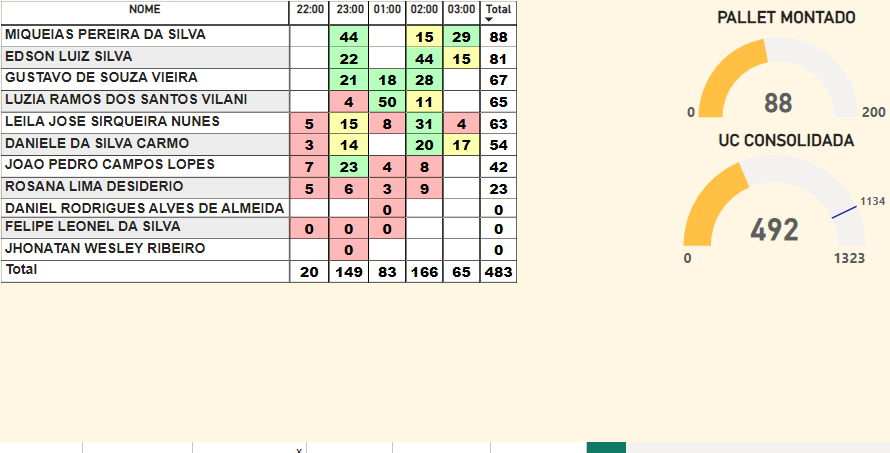 NOME 22:00 23:00 01:00 02:00 03:00 Total
MIQUEIAS PEREIRA DA SILVA 44 15 29 88
EDSON LUIZ SILVA 22 44 15 81
GUSTAVO DE SOUZA VIEIRA 21 18 28 67
LUZIA RAMOS DOS SANTOS VILANI 4 50 11 65
LEILA JOSE SIRQUEIRA NUNES 5 15 8 31 4 63
DANIELE DA SILVA CARMO 3 14 20 17 54
JOAO PEDRO CAMPOS LOPES 7 23 4 8 42
ROSANA LIMA DESIDERIO 5 6 3 9 23
DANIEL RODRIGUES ALVES DE ALMEIDA 0 0
FELIPE LEONEL DA SILVA 0 0 0 0
JHONATAN WESLEY RIBEIRO 0 0
Total 20 149 83 166 65 483
PALLET MONTADO
88
0 200
UC CONSOLIDADA
1134
492
0 1323
x